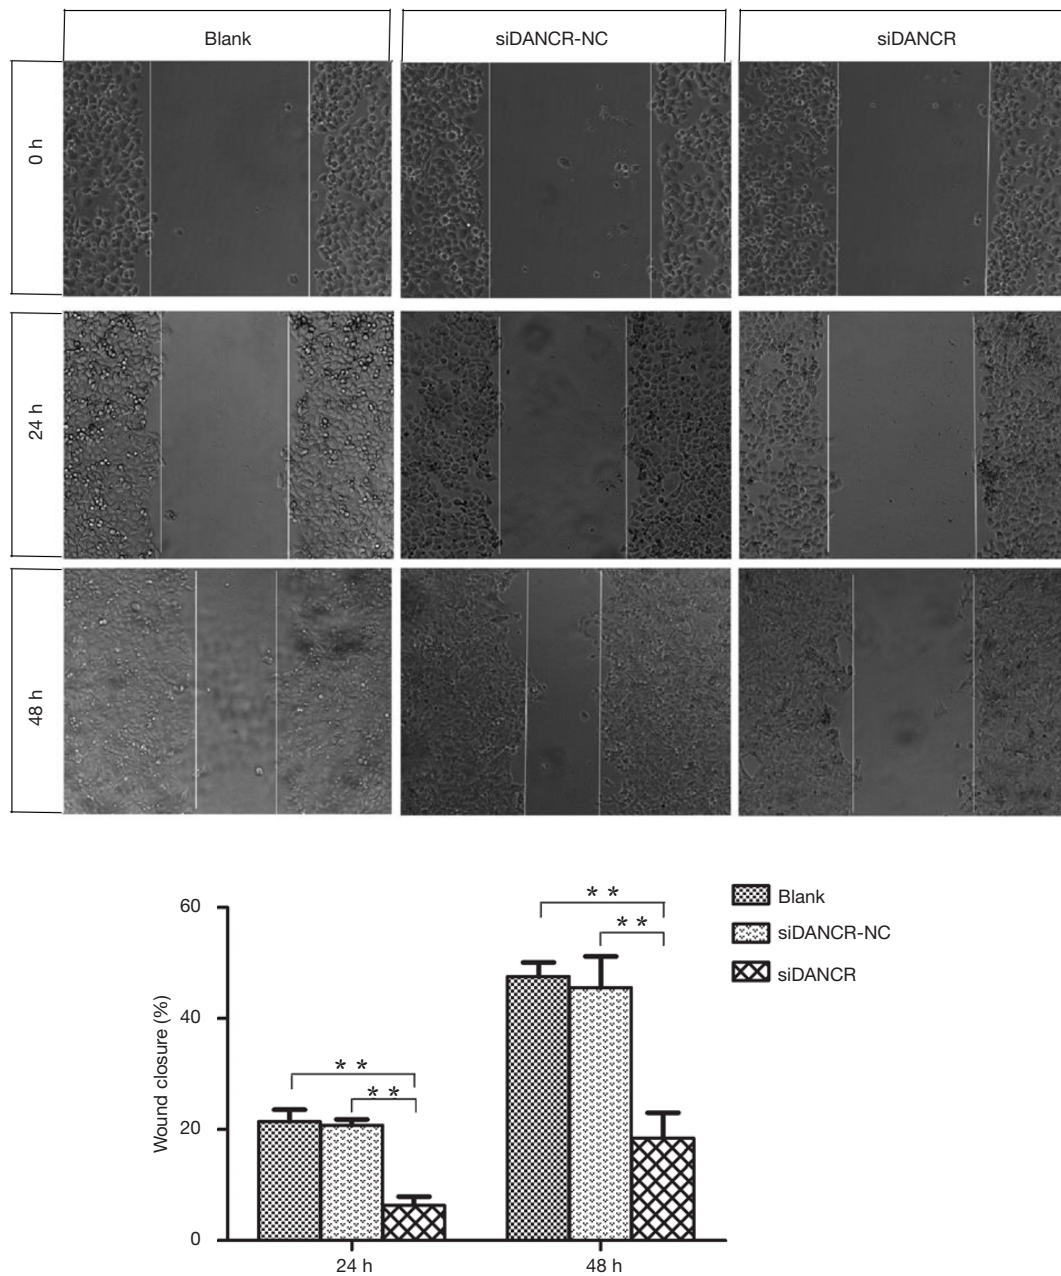 Blank siDANCR-NC siDANCR
0 h
24 h
48 h
60
40
20
0
Wound closure (%)
* *
* *
* *
* *
24 h 48 h
Blank
siDANCR-NC
siDANCR